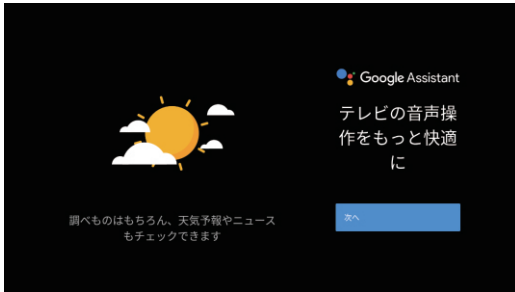 Google Assistant
テレビの音声操
作をもっと快適
に
次へ
調べものはもちろん、天気予報やニュース
もチェックできます